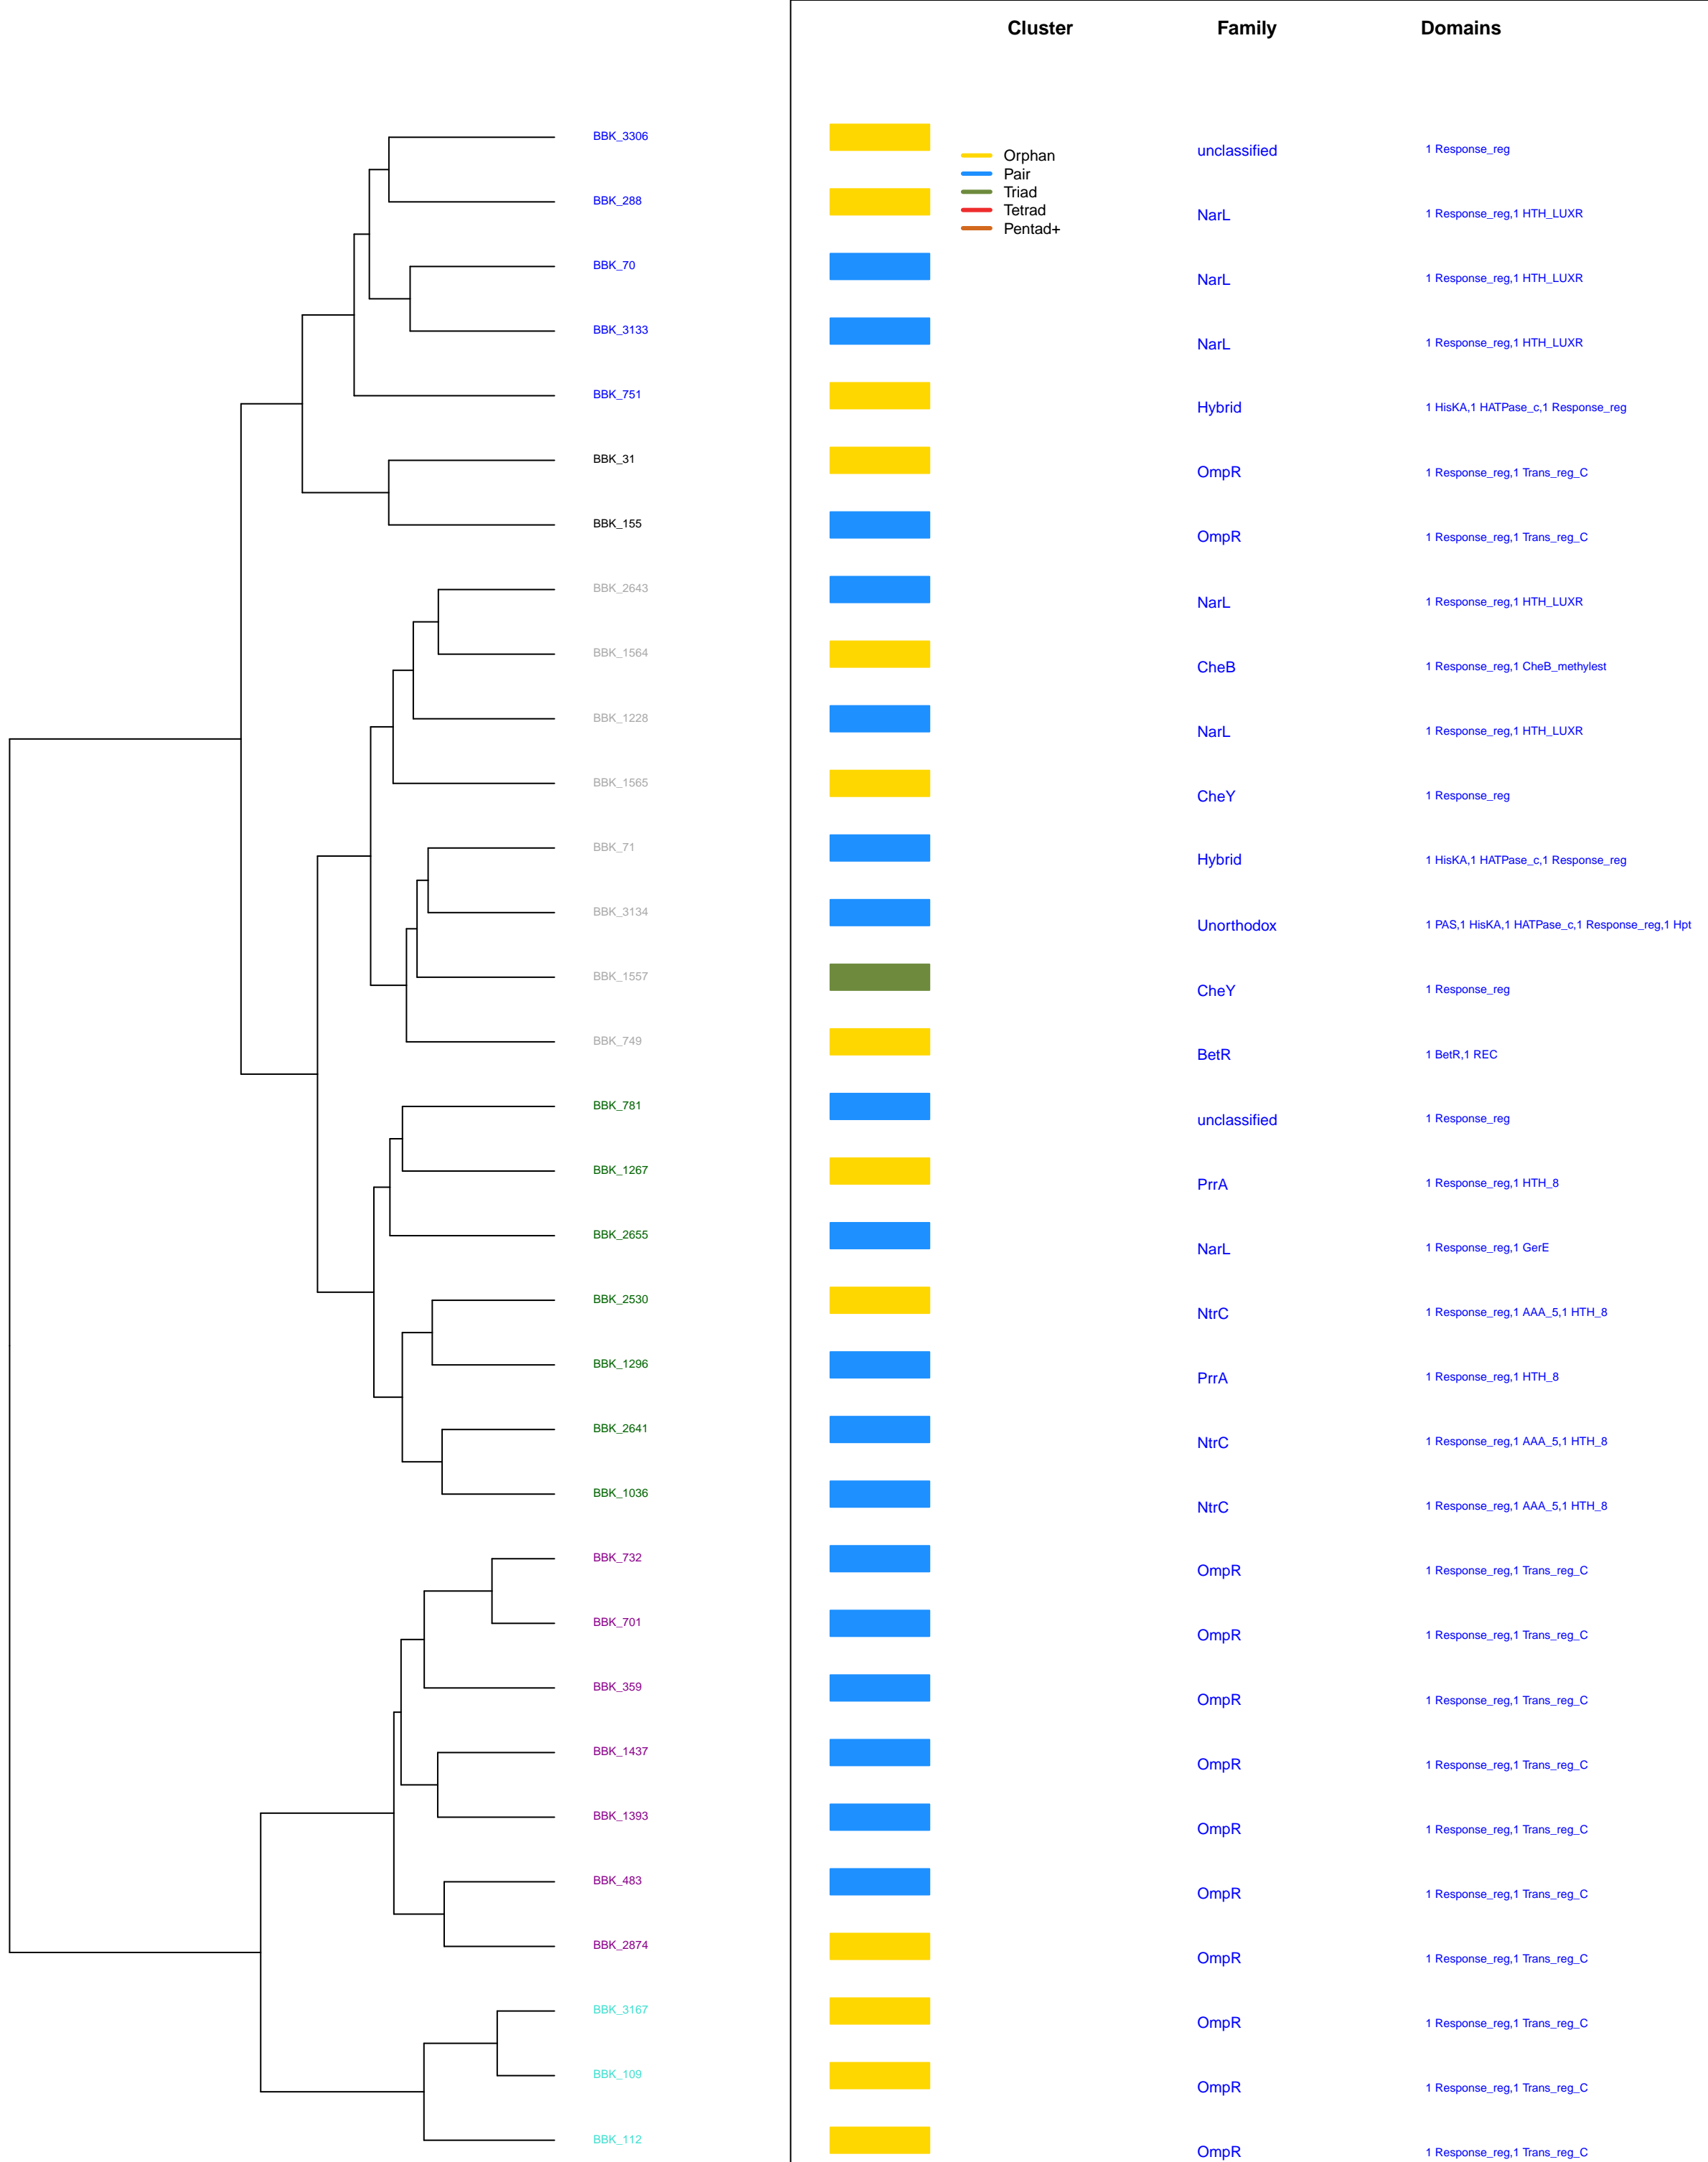 Cluster Family Domains
BBK_3306 unclassified 1 Response_reg
Orphan
Pair
Triad
Tetrad
Pentad+
BBK_288 NarL 1 Response_reg,1 HTH_LUXR
BBK_70 NarL 1 Response_reg,1 HTH_LUXR
BBK_3133 NarL 1 Response_reg,1 HTH_LUXR
BBK_751 Hybrid 1 HisKA,1 HATPase_c,1 Response_reg
BBK_31 OmpR 1 Response_reg,1 Trans_reg_C
BBK_155 OmpR 1 Response_reg,1 Trans_reg_C
BBK_2643 NarL 1 Response_reg,1 HTH_LUXR
BBK_1564 CheB 1 Response_reg,1 CheB_methylest
BBK_1228 NarL 1 Response_reg,1 HTH_LUXR
BBK_1565 CheY 1 Response_reg
BBK_71 Hybrid 1 HisKA,1 HATPase_c,1 Response_reg
BBK_3134 Unorthodox 1 PAS,1 HisKA,1 HATPase_c,1 Response_reg,1 Hpt
BBK_1557 CheY 1 Response_reg
BBK_749 BetR 1 BetR,1 REC
BBK_781 unclassified 1 Response_reg
BBK_1267 PrrA 1 Response_reg,1 HTH_8
BBK_2655 NarL 1 Response_reg,1 GerE
BBK_2530 NtrC 1 Response_reg,1 AAA_5,1 HTH_8
BBK_1296 PrrA 1 Response_reg,1 HTH_8
BBK_2641 NtrC 1 Response_reg,1 AAA_5,1 HTH_8
BBK_1036 NtrC 1 Response_reg,1 AAA_5,1 HTH_8
BBK_732 OmpR 1 Response_reg,1 Trans_reg_C
BBK_701 OmpR 1 Response_reg,1 Trans_reg_C
BBK_359 OmpR 1 Response_reg,1 Trans_reg_C
BBK_1437 OmpR 1 Response_reg,1 Trans_reg_C
BBK_1393 OmpR 1 Response_reg,1 Trans_reg_C
BBK_483 OmpR 1 Response_reg,1 Trans_reg_C
BBK_2874 OmpR 1 Response_reg,1 Trans_reg_C
BBK_3167 OmpR 1 Response_reg,1 Trans_reg_C
BBK_109 OmpR 1 Response_reg,1 Trans_reg_C
BBK_112 OmpR 1 Response_reg,1 Trans_reg_C